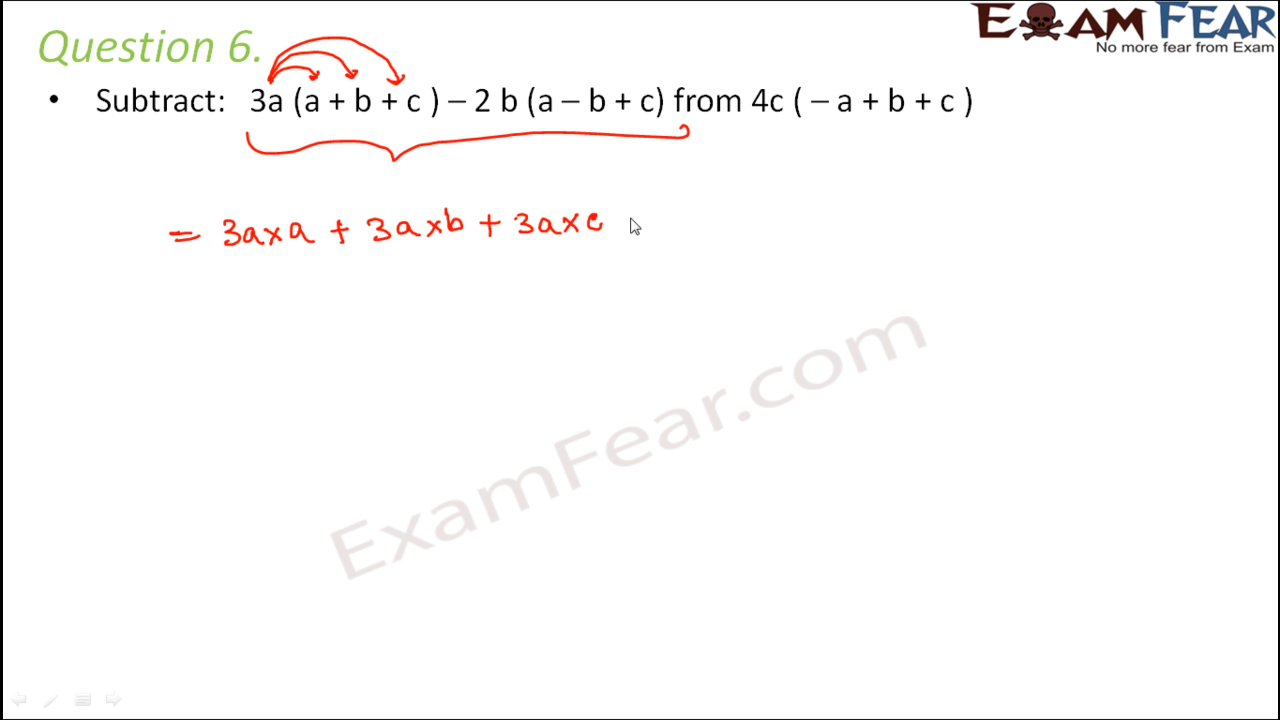 Question 6.
EXAM FEAR
No more fear from Exam
• Subtract: 3a (a + b + c ) – 2 b (a – b + c) from 4c ( – a + b + c )
= 3a×a + 3a×b + 3a×c
ExamFear.com